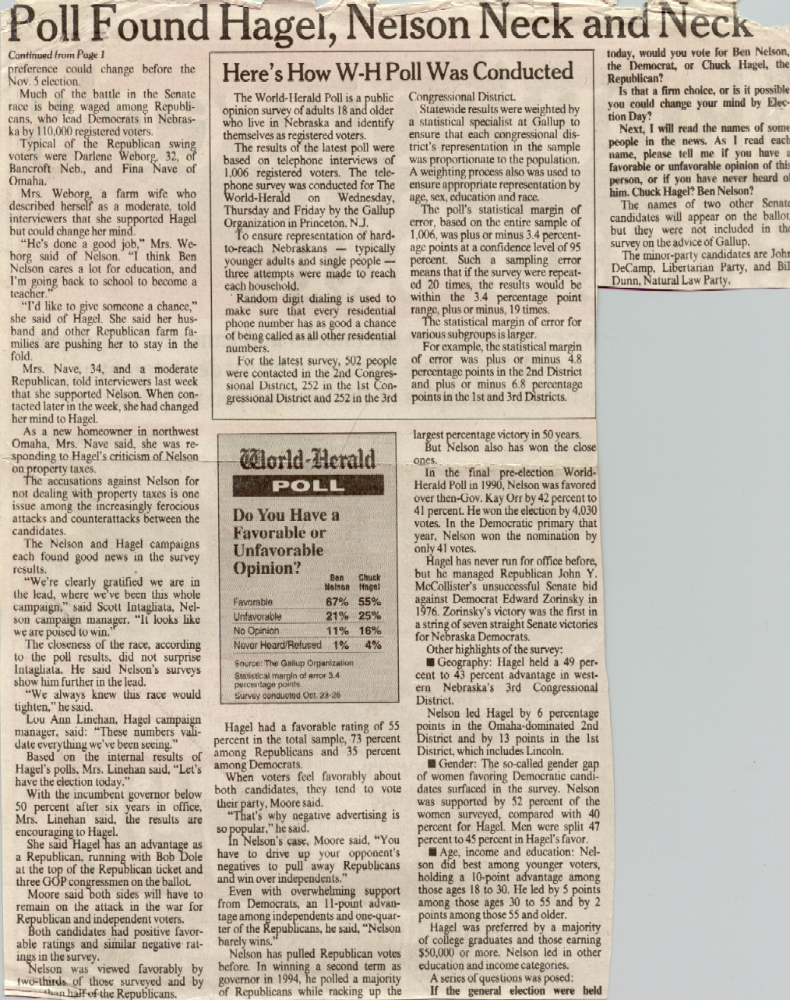 Poll Found Hagel, Nelson Neck and Neck
Continued from Page 1
preference could change before the
Nov. 5 election.
Much of the battle in the Senate
race is being waged among Republi-
cans, who lead Democrats in Nebras-
ka by 110,000 registered voters.
Typical of the Republican swing
voters were Darlene Weborg, 32, of
Bancroft Neb., and Fina Nave of
Omaha.
Mrs. Weborg, a farm wife who
described herself as a moderate, told
interviewers that she supported Hagel
but could change her mind.
"He's done a good job," Mrs. We-
borg said of Nelson. "I think Ben
Nelson cares a lot for education, and
I'm going back to school to become a
teacher."
"I'd like to give someone a chance,"
she said of Hagel. She said her hus-
band and other Republican farm fa-
milies are pushing her to stay in the
fold.
Mrs. Nave, 34, and a moderate
Republican, told interviewers last week
that she supported Nelson. When con-
tacted later in the week, she had changed
her mind to Hagel.
As a new homeowner in northwest
Omaha, Mrs. Nave said, she was re-
sponding to Hagel's criticism of Nelson
on property taxes.
The accusations against Nelson for
not dealing with property taxes is one
issue among the increasingly ferocious
attacks and counterattacks between the
candidates.
The Nelson and Hagel campaigns
each found good news in the survey
results.
"We're clearly gratified we are in
the lead, where we've been this whole
campaign," said Scott Intagliata, Nel-
son campaign manager. "It looks like
we are poised to win."
The closeness of the race, according
to the poll results, did not surprise
Intagliata. He said Nelson's surveys
show him further in the lead.
"We always knew this race would
tighten," he said.
Lou Ann Linehan, Hagel campaign
manager, said: "These numbers vali-
date everything we've been seeing."
Based on the internal results of
Hagel's polls, Mrs. Linehan said, "Let's
have the election today."
With the incumbent governor below
50 percent after six years in office,
Mrs. Linehan said, the results are
encouraging to Hagel.
She said Hagel has an advantage as
a Republican, running with Bob Dole
at the top of the Republican ticket and
three GOP congressmen on the ballot.
Moore said both sides will have to
remain on the attack in the war for
Republican and independent voters.
Both candidates had positive favor-
able ratings and similar negative rat-
ings in the survey.
Nelson was viewed favorably by
two-thirds of those surveyed and by
than half of the Republicans.
Here's How W-H Poll Was Conducted
The World-Herald Poll is a public
opinion survey of adults 18 and older
who live in Nebraska and identify
themselves as registered voters.
The results of the latest poll were
based on telephone interviews of
1,006 registered voters. The tele-
phone survey was conducted for The
World-Herald on Wednesday,
Thursday and Friday by the Gallup
Organization in Princeton, N.J.
To ensure representation of hard-
to-reach Nebraskans — typically
younger adults and single people —
three attempts were made to reach
each household.
Random digit dialing is used to
make sure that every residential
phone number has as good a chance
of being called as all other residential
numbers.
For the latest survey, 502 people
were contacted in the 2nd Congres-
sional District, 252 in the 1st Con-
gressional District and 252 in the 3rd
Congressional District.
Statewide results were weighted by
a statistical specialist at Gallup to
ensure that each congressional dis-
trict's representation in the sample
was proportionate to the population.
A weighting process also was used to
ensure appropriate representation by
age, sex, education and race.
The poll's statistical margin of
error, based on the entire sample of
1,006, was plus or minus 3.4 percent-
age points at a confidence level of 95
percent. Such a sampling error
means that if the survey were repeat-
ed 20 times, the results would be
within the 3.4 percentage point
range, plus or minus, 19 times.
The statistical margin of error for
various subgroups is larger.
For example, the statistical margin
of error was plus or minus 4.8
percentage points in the 2nd District
and plus or minus 6.8 percentage
points in the 1st and 3rd Districts.
World-Herald
POLL
Do You Have a
Favorable or
Unfavorable
Opinion?
Ben Chuck
Nelson Hagel
Favorable 67% 55%
Unfavorable 21% 25%
No Opinion 11% 16%
Never Heard/Refused 1% 4%
Source: The Gallup Organization
Statistical margin of error 3.4
percentage points.
Survey conducted Oct. 23-25
Hagel had a favorable rating of 55
percent in the total sample, 73 percent
among Republicans and 35 percent
among Democrats.
When voters feel favorably about
both candidates, they tend to vote
their party, Moore said.
"That's why negative advertising is
so popular," he said.
In Nelson's case, Moore said, "You
have to drive up your opponent's
negatives to pull away Republicans
and win over independents."
Even with overwhelming support
from Democrats, an 11-point advan-
tage among independents and one-quar-
ter of the Republicans, he said, "Nelson
barely wins."
Nelson has pulled Republican votes
before. In winning a second term as
governor in 1994, he polled a majority
of Republicans while racking up the
largest percentage victory in 50 years.
But Nelson also has won the close
ones.
In the final pre-election World-
Herald Poll in 1990, Nelson was favored
over then-Gov. Kay Orr by 42 percent to
41 percent. He won the election by 4,030
votes. In the Democratic primary that
year, Nelson won the nomination by
only 41 votes.
Hagel has never run for office before,
but he managed Republican John Y.
McCollister's unsuccessful Senate bid
against Democrat Edward Zorinsky in
1976. Zorinsky's victory was the first in
a string of seven straight Senate victories
for Nebraska Democrats.
Other highlights of the survey:
■ Geography: Hagel held a 49 per-
cent to 43 percent advantage in west-
ern Nebraska's 3rd Congressional
District.
Nelson led Hagel by 6 percentage
points in the Omaha-dominated 2nd
District and by 13 points in the 1st
District, which includes Lincoln.
■ Gender: The so-called gender gap
of women favoring Democratic candi-
dates surfaced in the survey. Nelson
was supported by 52 percent of the
women surveyed, compared with 40
percent for Hagel. Men were split 47
percent to 45 percent in Hagel's favor.
■ Age, income and education: Nel-
son did best among younger voters,
holding a 10-point advantage among
those ages 18 to 30. He led by 5 points
among those ages 30 to 55 and by 2
points among those 55 and older.
Hagel was preferred by a majority
of college graduates and those earning
$50,000 or more. Nelson led in other
education and income categories.
A series of questions was posed:
If the general election were held
today, would you vote for Ben Nelson,
the Democrat, or Chuck Hagel, the
Republican?
Is that a firm choice, or is it possible
you could change your mind by Elec-
tion Day?
Next, I will read the names of some
people in the news. As I read each
name, please tell me if you have a
favorable or unfavorable opinion of this
person, or if you have never heard of
him. Chuck Hagel? Ben Nelson?
The names of two other Senate
candidates will appear on the ballot,
but they were not included in the
survey on the advice of Gallup.
The minor-party candidates are John
DeCamp, Libertarian Party, and Bill
Dunn, Natural Law Party.